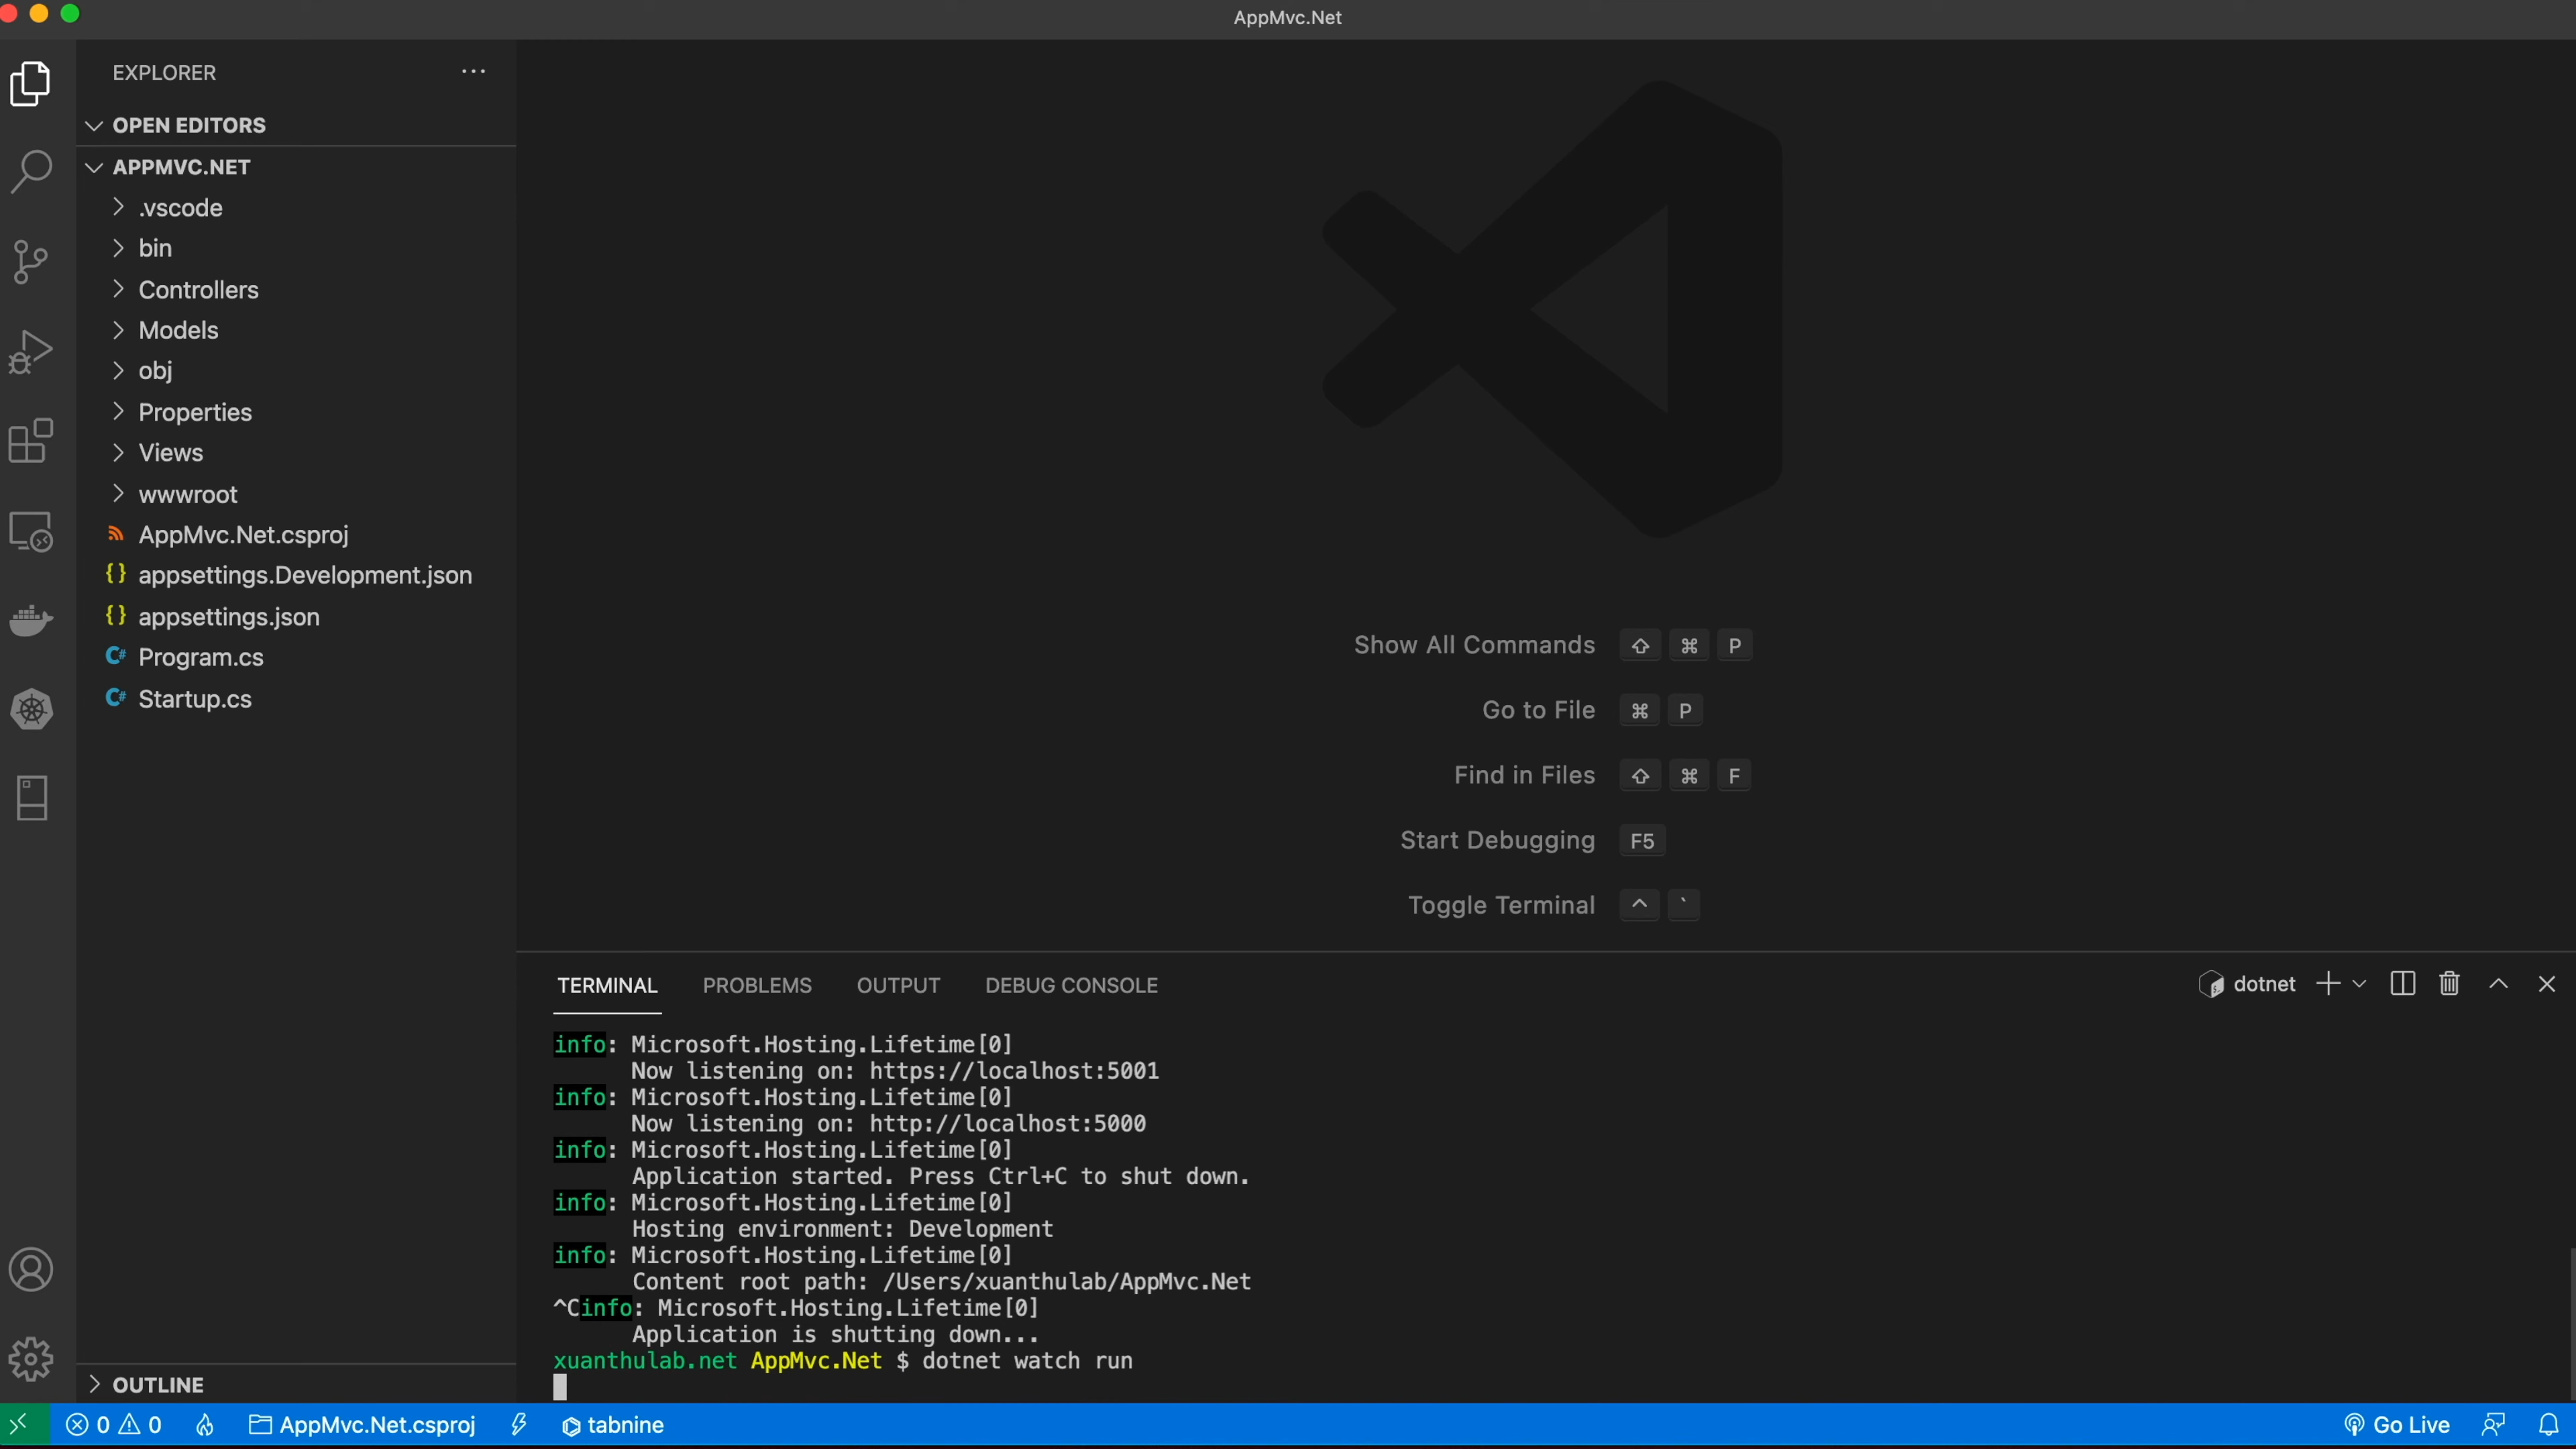 AppMvc.Net
EXPLORER
OPEN EDITORS
APPMVC.NET
.vscode
bin
Controllers
Models
obj
Properties
Views
wwwroot
AppMvc.Net.csproj
{} appsettings.Development.json
{} appsettings.json
C# Program.cs
C# Startup.cs
OUTLINE
Show All Commands ⇧ ⌘ P
Go to File ⌘ P
Find in Files ⇧ ⌘ F
Start Debugging F5
Toggle Terminal ^ `
TERMINAL PROBLEMS OUTPUT DEBUG CONSOLE dotnet
info: Microsoft.Hosting.Lifetime[0]
Now listening on: https://localhost:5001
info: Microsoft.Hosting.Lifetime[0]
Now listening on: http://localhost:5000
info: Microsoft.Hosting.Lifetime[0]
Application started. Press Ctrl+C to shut down.
info: Microsoft.Hosting.Lifetime[0]
Hosting environment: Development
info: Microsoft.Hosting.Lifetime[0]
Content root path: /Users/xuanthulab/AppMvc.Net
^Cinfo: Microsoft.Hosting.Lifetime[0]
Application is shutting down...
xuanthulab.net AppMvc.Net $ dotnet watch run
0 0 AppMvc.Net.csproj tabnine Go Live